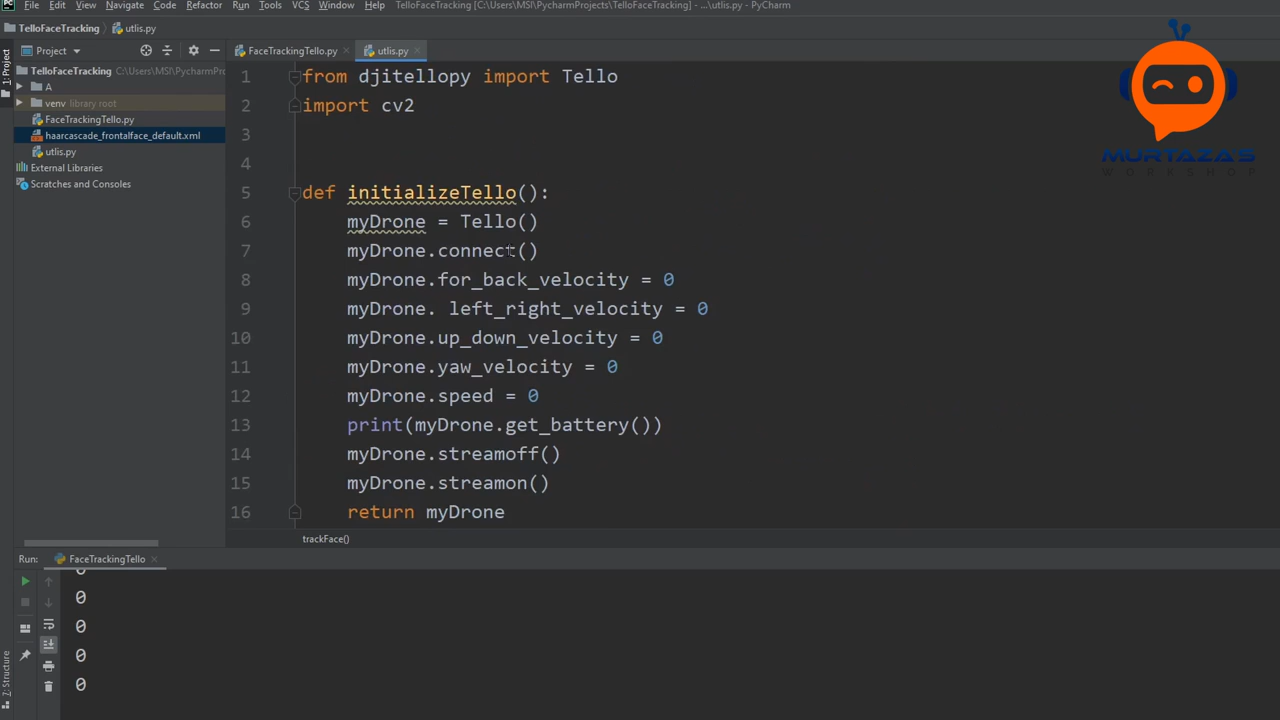 File Edit View Navigate Code Refactor Run Tools VCS Window Help TelloFaceTracking [C:\Users\MSI\PycharmProjects\TelloFaceTracking] - ...\utlis.py - PyCharm
TelloFaceTracking utlis.py
Project FaceTrackingTello.py utlis.py
1: Project
TelloFaceTracking C:\Users\MSI\PycharmProjects
A
venv library root
FaceTrackingTello.py
haarcascade_frontalface_default.xml
utlis.py
External Libraries
Scratches and Consoles
1 from djitellopy import Tello
2 import cv2
3
4
5 def initializeTello():
6 myDrone = Tello()
7 myDrone.connect()
8 myDrone.for_back_velocity = 0
9 myDrone. left_right_velocity = 0
10 myDrone.up_down_velocity = 0
11 myDrone.yaw_velocity = 0
12 myDrone.speed = 0
13 print(myDrone.get_battery())
14 myDrone.streamoff()
15 myDrone.streamon()
16 return myDrone
trackFace()
MURTAZA'S
WORKSHOP
Run: FaceTrackingTello
0
0
0
0
0
Z: Structure